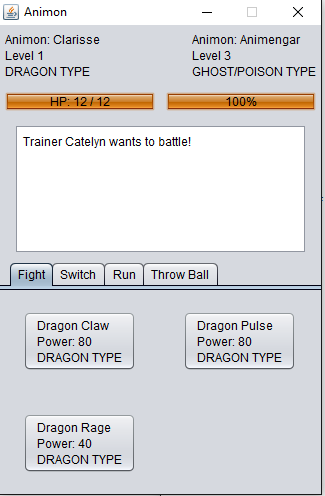 Animon
Animon: Clarisse
Level 1
DRAGON TYPE
Animon: Animengar
Level 3
GHOST/POISON TYPE
HP: 12 / 12
100%
Trainer Catelyn wants to battle!
Fight Switch Run Throw Ball
Dragon Claw
Power: 80
DRAGON TYPE
Dragon Pulse
Power: 80
DRAGON TYPE
Dragon Rage
Power: 40
DRAGON TYPE